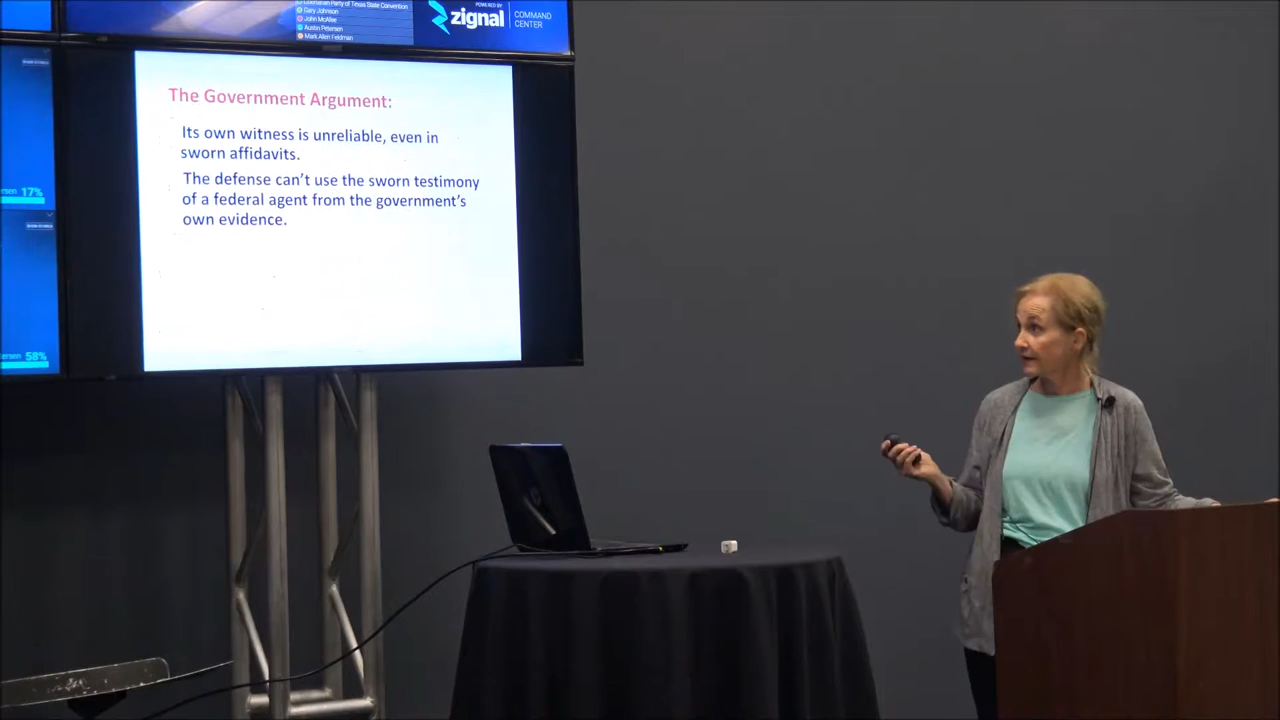 Libertarian Party of Texas State Convention
Gary Johnson
John McAfee
Austin Petersen
Mark Allen Feldman
POWERED BY
zignal
COMMAND
CENTER
The Government Argument:
Its own witness is unreliable, even in
sworn affidavits.
The defense can't use the sworn testimony
of a federal agent from the government's
own evidence.
ersen 17%
ersen 58%